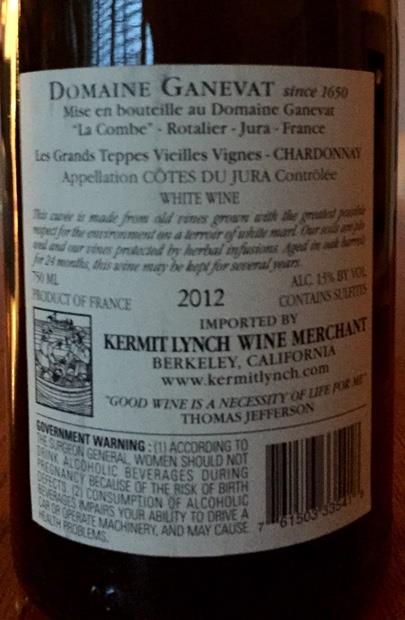 DOMAINE GANEVAT since 1650
Mise en bouteille au Domaine Ganevat
"La Combe" - Rotalier - Jura - France
Les Grands Teppes Vieilles Vignes - CHARDONNAY
Appellation CÔTES DU JURA Contrôlée
WHITE WINE
This cuvée is made from old vines grown with the greatest possible
respect for the environment on a terroir of white marl. Our soils are plo
wed and our vines protected by herbal infusions. Aged in oak barrels
for 24 months, this wine may be kept for several years.
750 ML
ALC. 13% BY VOL
PRODUCT OF FRANCE
2012
CONTAINS SULFITES
IMPORTED BY
KERMIT LYNCH WINE MERCHANT
BERKELEY, CALIFORNIA
www.kermitlynch.com
"GOOD WINE IS A NECESSITY OF LIFE FOR ME"
THOMAS JEFFERSON
GOVERNMENT WARNING : (1) ACCORDING TO
THE SURGEON GENERAL, WOMEN SHOULD NOT
DRINK ALCOHOLIC BEVERAGES DURING
PREGNANCY BECAUSE OF THE RISK OF BIRTH
DEFECTS. (2) CONSUMPTION OF ALCOHOLIC
BEVERAGES IMPAIRS YOUR ABILITY TO DRIVE A
CAR OR OPERATE MACHINERY, AND MAY CAUSE
HEALTH PROBLEMS.
7 61503